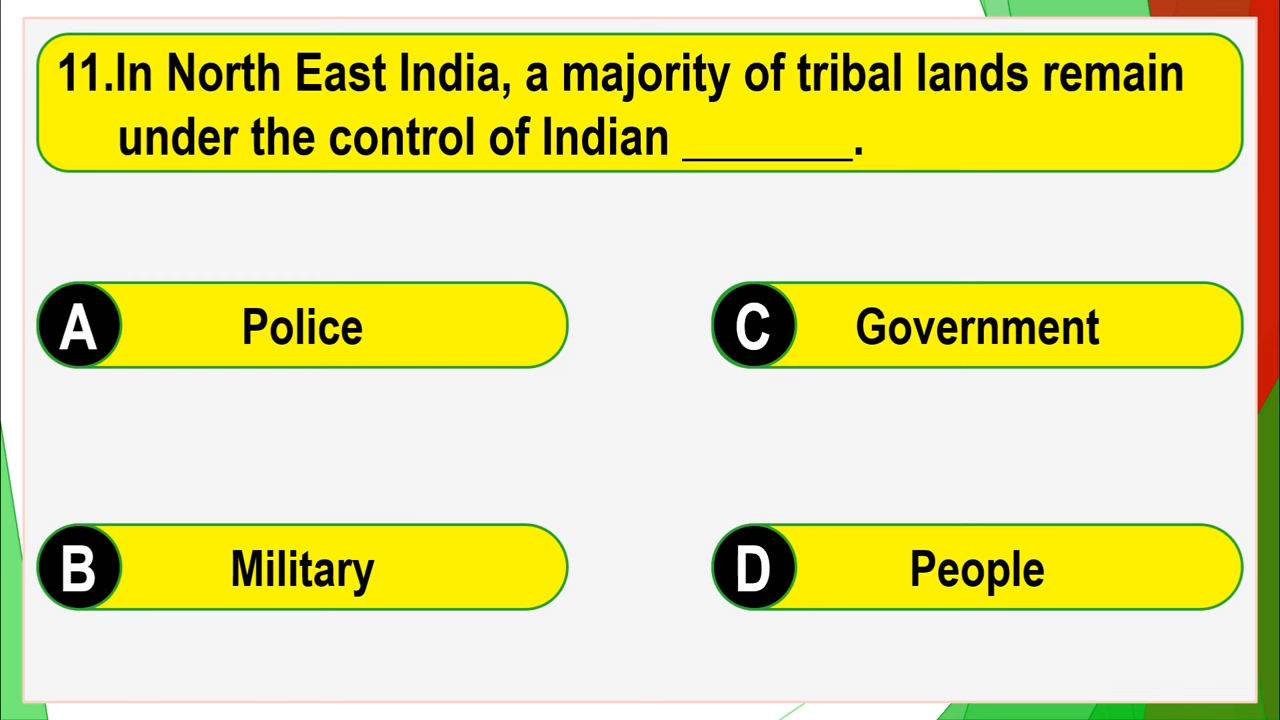 11.In North East India, a majority of tribal lands remain
under the control of Indian _______.
A Police
C Government
B Military
D People